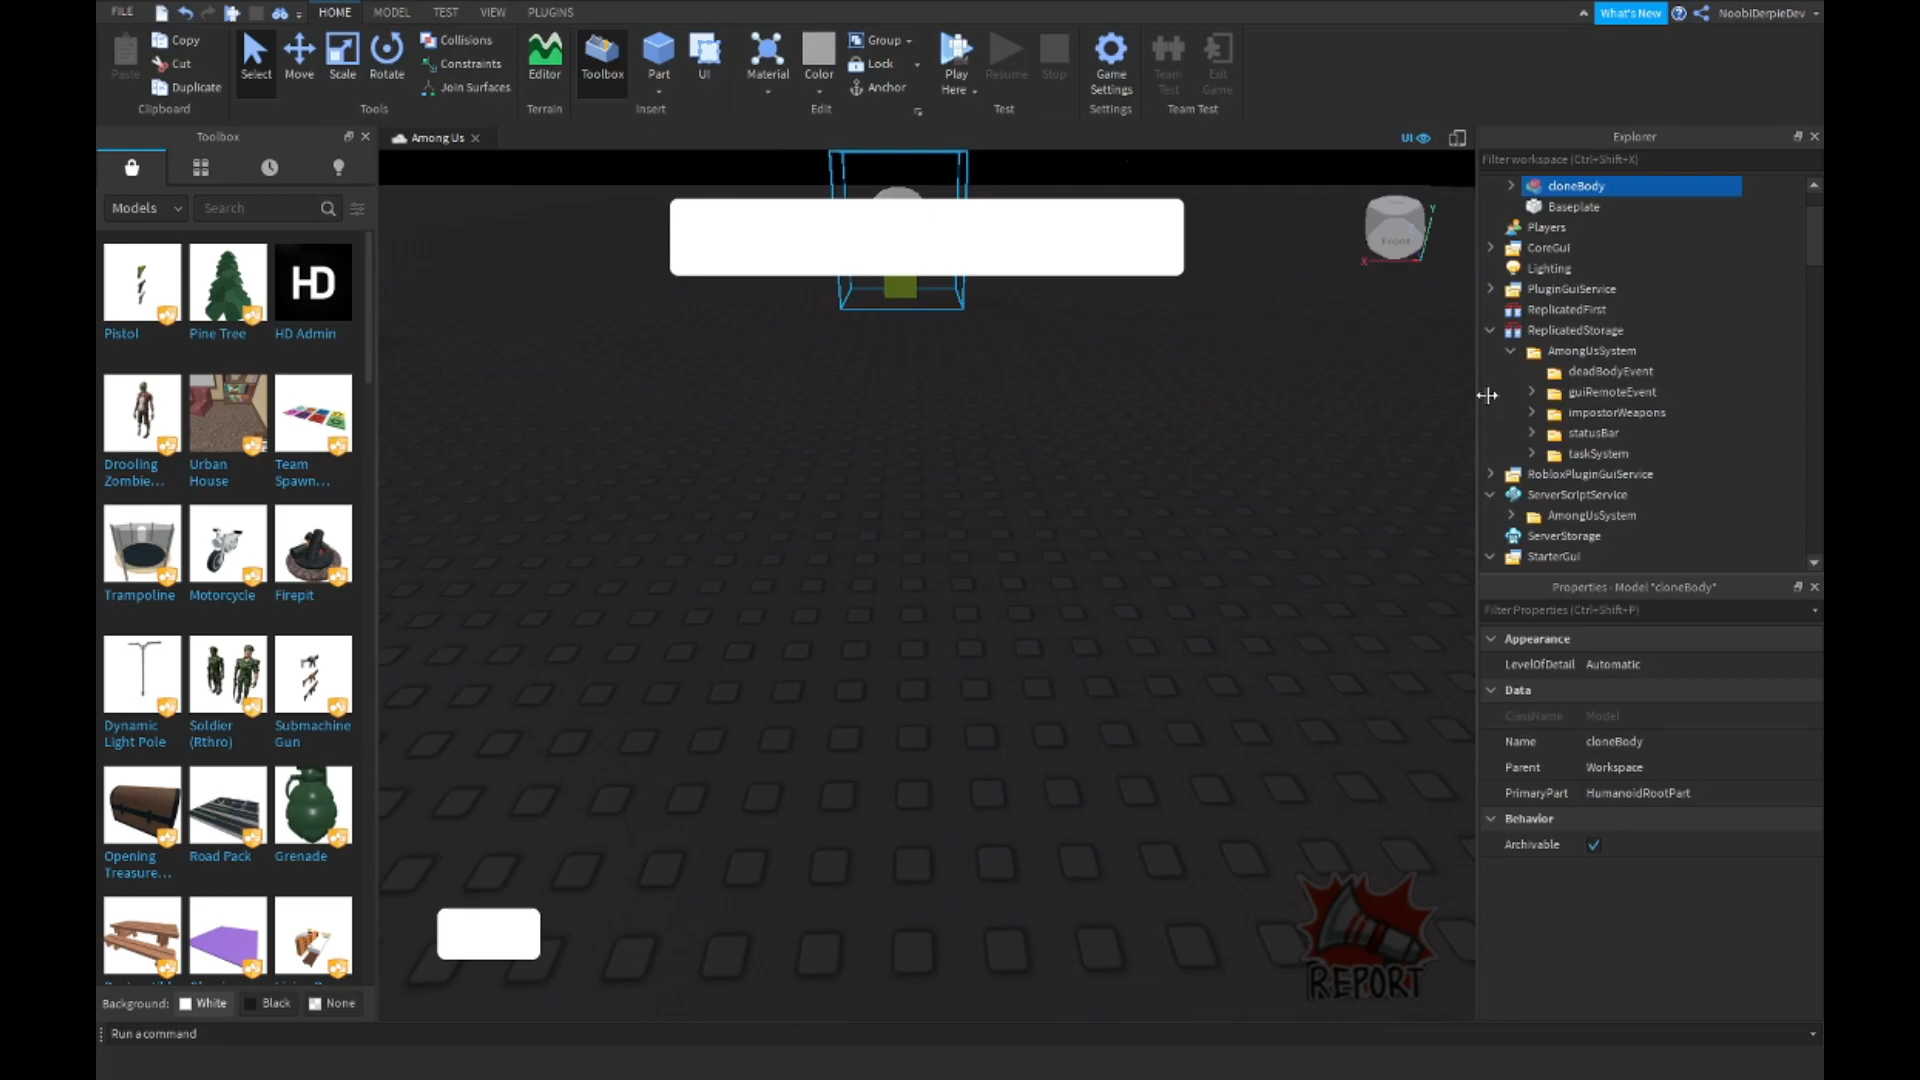 FILE
HOME
MODEL
TEST
VIEW
PLUGINS
What's New
NoobiDerpieDev
Paste
Copy
Cut
Duplicate
Clipboard
Select
Move
Scale
Rotate
Collisions
Constraints
Join Surfaces
Tools
Editor
Terrain
Toolbox
Part
UI
Insert
Material
Color
Group
Lock
Anchor
Edit
Play
Here
Resume
Stop
Test
Game
Settings
Settings
Team
Test
Exit
Game
Team Test
Toolbox
Models
Search
Pistol
Pine Tree
HD
HD Admin
Drooling
Zombie...
Urban
House
Team
Spawn...
Trampoline
Motorcycle
Firepit
Dynamic
Light Pole
Soldier
(Rthro)
Submachine
Gun
Opening
Treasure...
Road Pack
Grenade
Background:
White
Black
None
Run a command
Among Us
UI
Front
X
Y
REPORT
Explorer
Filter workspace (Ctrl+Shift+X)
cloneBody
Baseplate
Players
CoreGui
Lighting
PluginGuiService
ReplicatedFirst
ReplicatedStorage
AmongUsSystem
deadBodyEvent
guiRemoteEvent
impostorWeapons
statusBar
taskSystem
RobloxPluginGuiService
ServerScriptService
AmongUsSystem
ServerStorage
StarterGui
Properties - Model "cloneBody"
Filter Properties (Ctrl+Shift+P)
Appearance
LevelOfDetail Automatic
Data
ClassName Model
Name cloneBody
Parent Workspace
PrimaryPart HumanoidRootPart
Behavior
Archivable